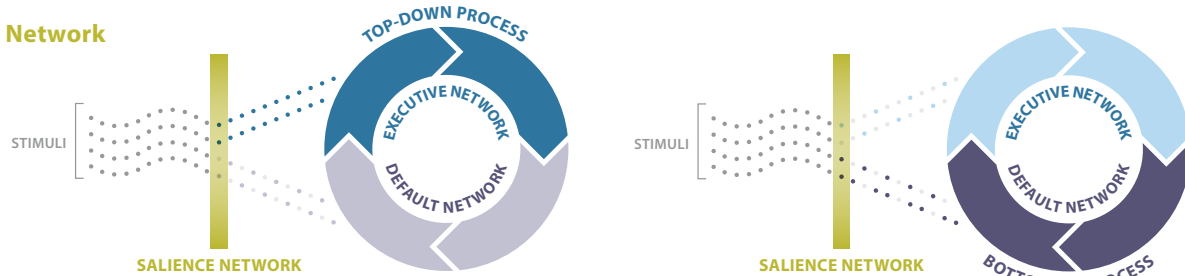 Network
TOP-DOWN PROCESS
EXECUTIVE NETWORK
DEFAULT NETWORK
STIMULI
SALIENCE NETWORK
EXECUTIVE NETWORK
DEFAULT NETWORK
STIMULI
SALIENCE NETWORK